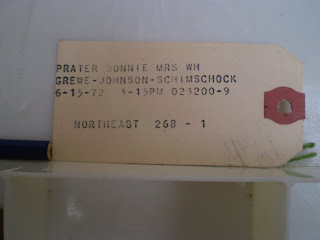 PRATER BONNIE MRS WH
GREWE-JOHNSON-SCHIMSCHOCK
6-15-72 3-15PM 023200-9
NORTHEAST 268 - 1